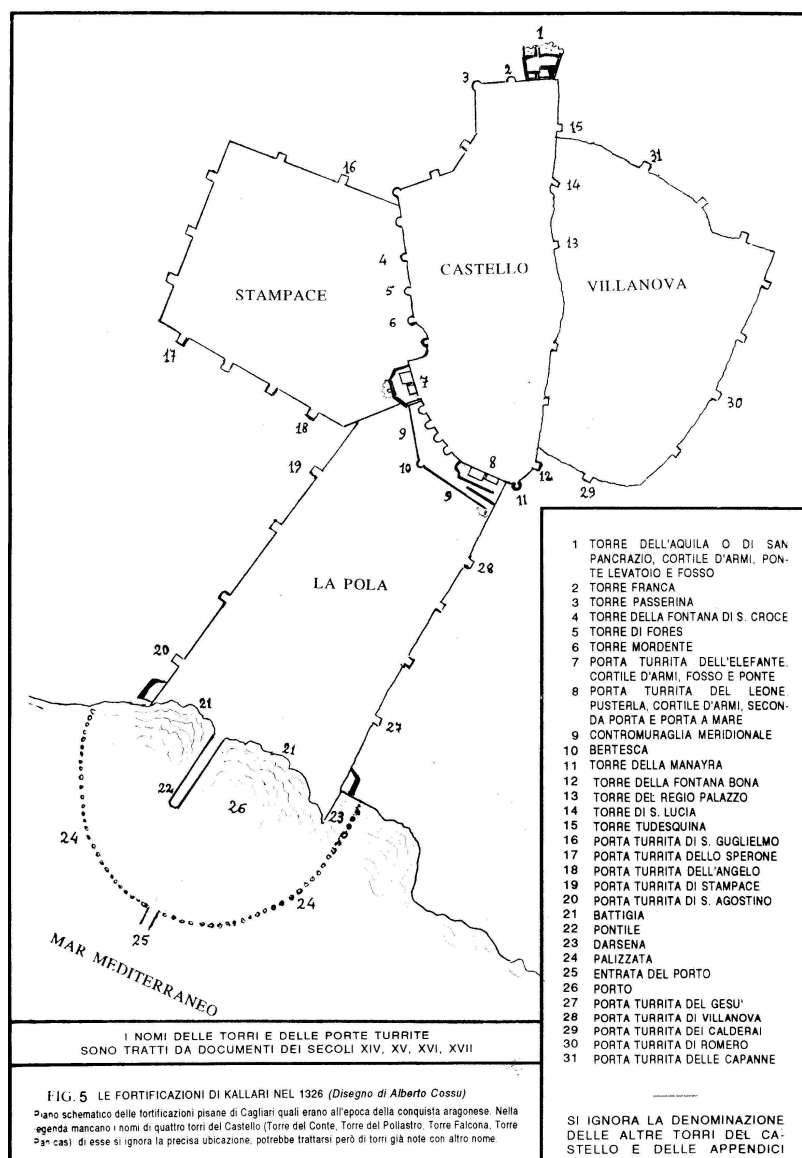 1
2
3
15
31
16
14
4
13
CASTELLO
5
STAMPACE
VILLANOVA
6
17
7
30
9
18
8
10
19
12
11
9
29
28
LA POLA
20
21
27
21
22
26
23
24
24
25
MAR MEDITERRANEO
1 TORRE DELL'AQUILA O DI SAN
PANCRAZIO, CORTILE D'ARMI, PON-
TE LEVATOIO E FOSSO
2 TORRE FRANCA
3 TORRE PASSERINA
4 TORRE DELLA FONTANA DI S. CROCE
5 TORRE DI FORES
6 TORRE MORDENTE
7 PORTA TURRITA DELL'ELEFANTE.
CORTILE D'ARMI, FOSSO E PONTE
8 PORTA TURRITA DEL LEONE.
PUSTERLA, CORTILE D'ARMI, SECON-
DA PORTA E PORTA A MARE
9 CONTROMURAGLIA MERIDIONALE
10 BERTESCA
11 TORRE DELLA MANAYRA
12 TORRE DELLA FONTANA BONA
13 TORRE DEL REGIO PALAZZO
14 TORRE DI S. LUCIA
15 TORRE TUDESQUINA
16 PORTA TURRITA DI S. GUGLIELMO
17 PORTA TURRITA DELLO SPERONE
18 PORTA TURRITA DELL'ANGELO
19 PORTA TURRITA DI STAMPACE
20 PORTA TURRITA DI S. AGOSTINO
21 BATTIGIA
22 PONTILE
23 DARSENA
24 PALIZZATA
25 ENTRATA DEL PORTO
26 PORTO
27 PORTA TURRITA DEL GESU'
28 PORTA TURRITA DI VILLANOVA
29 PORTA TURRITA DEI CALDERAI
30 PORTA TURRITA DI ROMERO
31 PORTA TURRITA DELLE CAPANNE
SI IGNORA LA DENOMINAZIONE
DELLE ALTRE TORRI DEL CA-
STELLO E DELLE APPENDICI
I NOMI DELLE TORRI E DELLE PORTE TURRITE
SONO TRATTI DA DOCUMENTI DEI SECOLI XIV, XV, XVI, XVII
FIG. 5 LE FORTIFICAZIONI DI KALLARI NEL 1326 (Disegno di Alberto Cossu)
Piano schematico delle fortificazioni pisane di Cagliari quali erano all'epoca della conquista aragonese. Nella
egenda mancano i nomi di quattro torri del Castello (Torre del Conte, Torre del Pollastro, Torre Falcona, Torre
Pancas) di esse si ignora la precisa ubicazione, potrebbe trattarsi però di torri già note con altro nome.